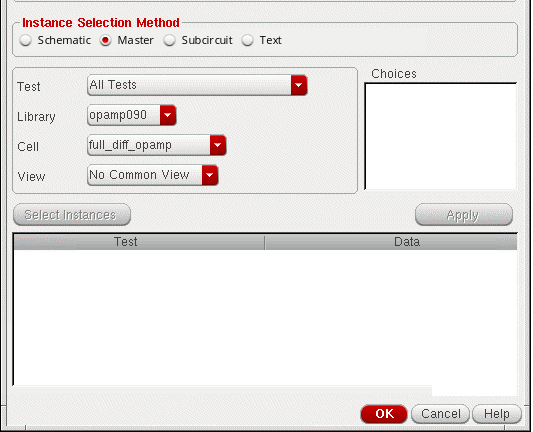 Instance Selection Method
Schematic Master Subcircuit Text
Choices
Test All Tests
Library opamp090
Cell full_diff_opamp
View No Common View
Select Instances Apply
Test Data
OK Cancel Help